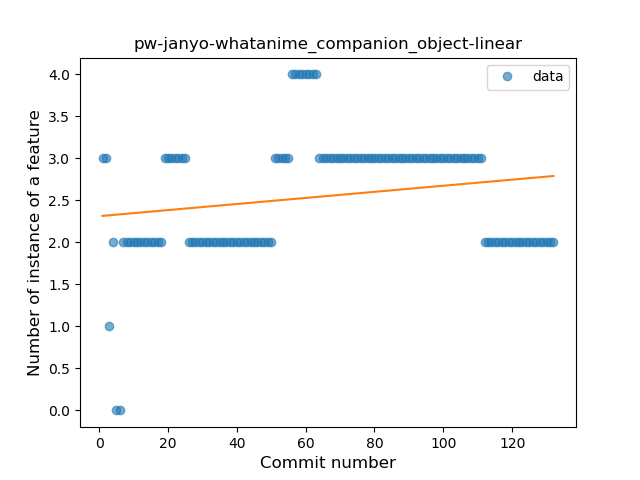 pw-janyo-whatanime_companion_object-linear
data
Number of instance of a feature
4.0
3.5
3.0
2.5
2.0
1.5
1.0
0.5
0.0
0 20 40 60 80 100 120
Commit number